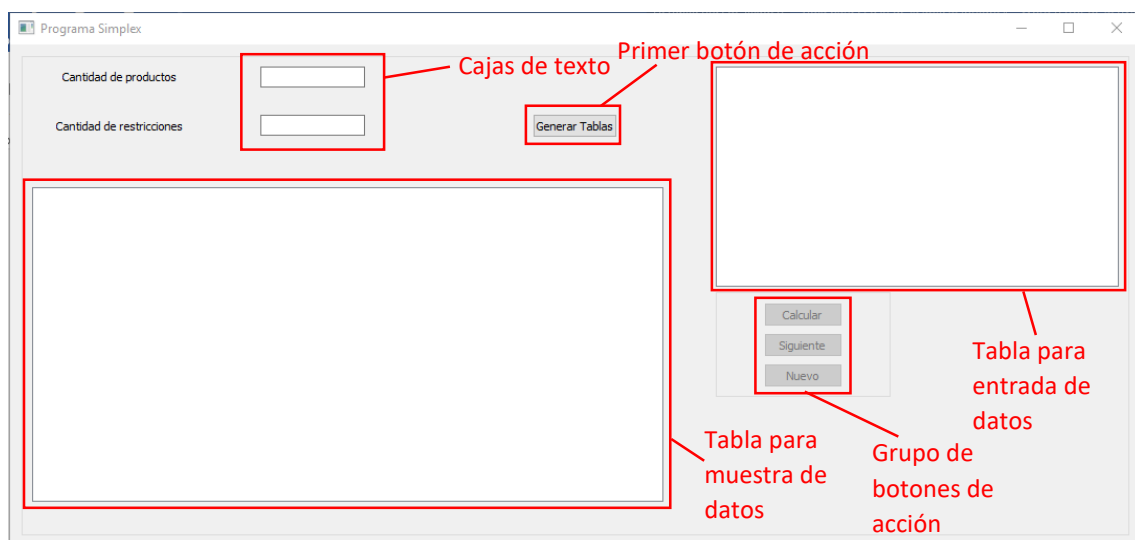 Programa Simplex
Cantidad de productos
Cajas de texto
Primer botón de acción
Cantidad de restricciones
Generar Tablas
Calcular
Siguiente
Nuevo
Tabla para
entrada de
datos
Tabla para
muestra de
datos
Grupo de
botones de
acción